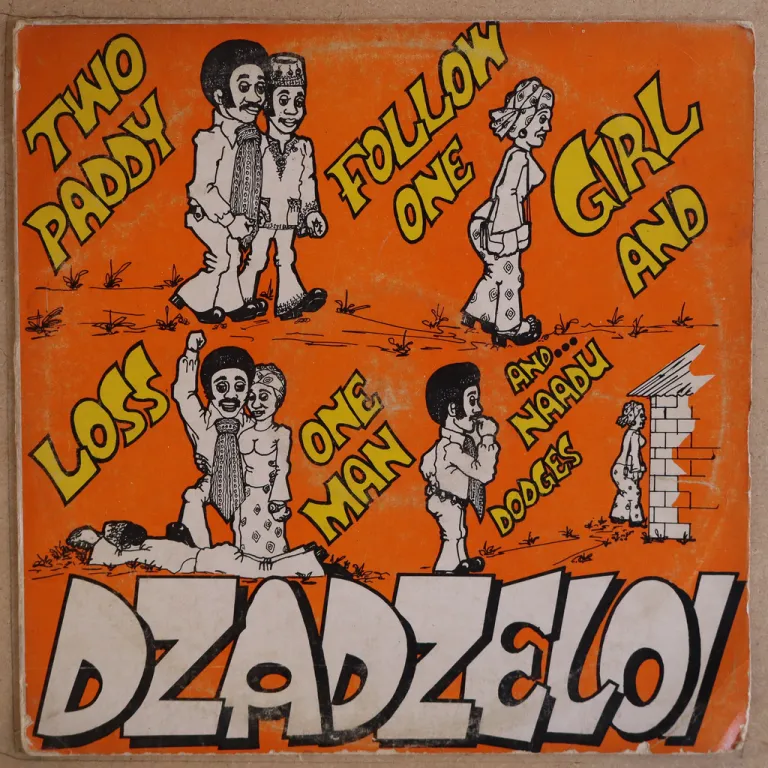 TWO
PADDY
FOLLOW
ONE
GIRL
AND
LOSS
ONE
MAN
AND...
NAADU
DODGES
DZADZELOI